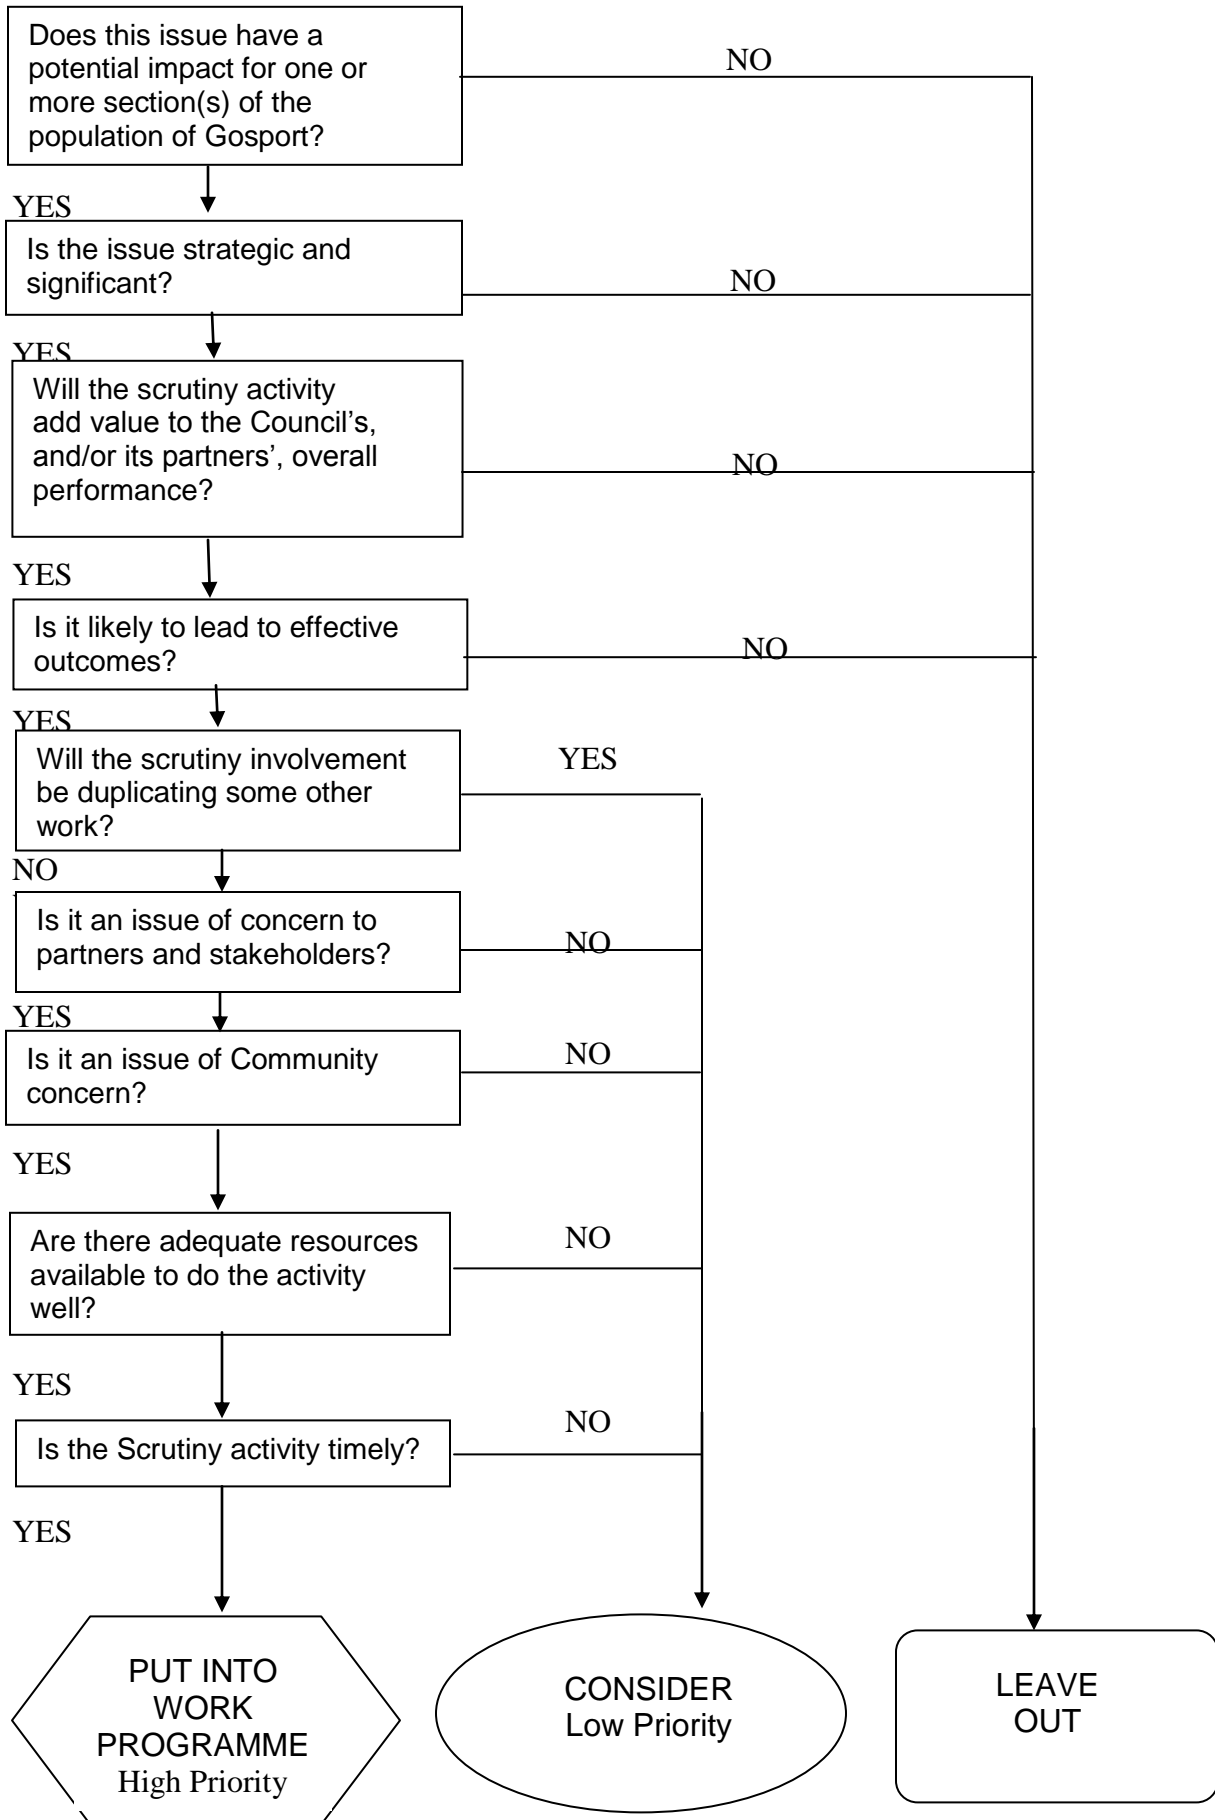 Does this issue have a
potential impact for one or
more section(s) of the
population of Gosport?
NO
YES
Is the issue strategic and
significant?
NO
YES
Will the scrutiny activity
add value to the Council’s,
and/or its partners’, overall
performance?
NO
YES
Is it likely to lead to effective
outcomes?
NO
YES
Will the scrutiny involvement
be duplicating some other
work?
YES
NO
Is it an issue of concern to
partners and stakeholders?
NO
YES
Is it an issue of Community
concern?
NO
YES
Are there adequate resources
available to do the activity
well?
NO
YES
Is the Scrutiny activity timely?
NO
YES
PUT INTO
WORK
PROGRAMME
High Priority
CONSIDER
Low Priority
LEAVE
OUT